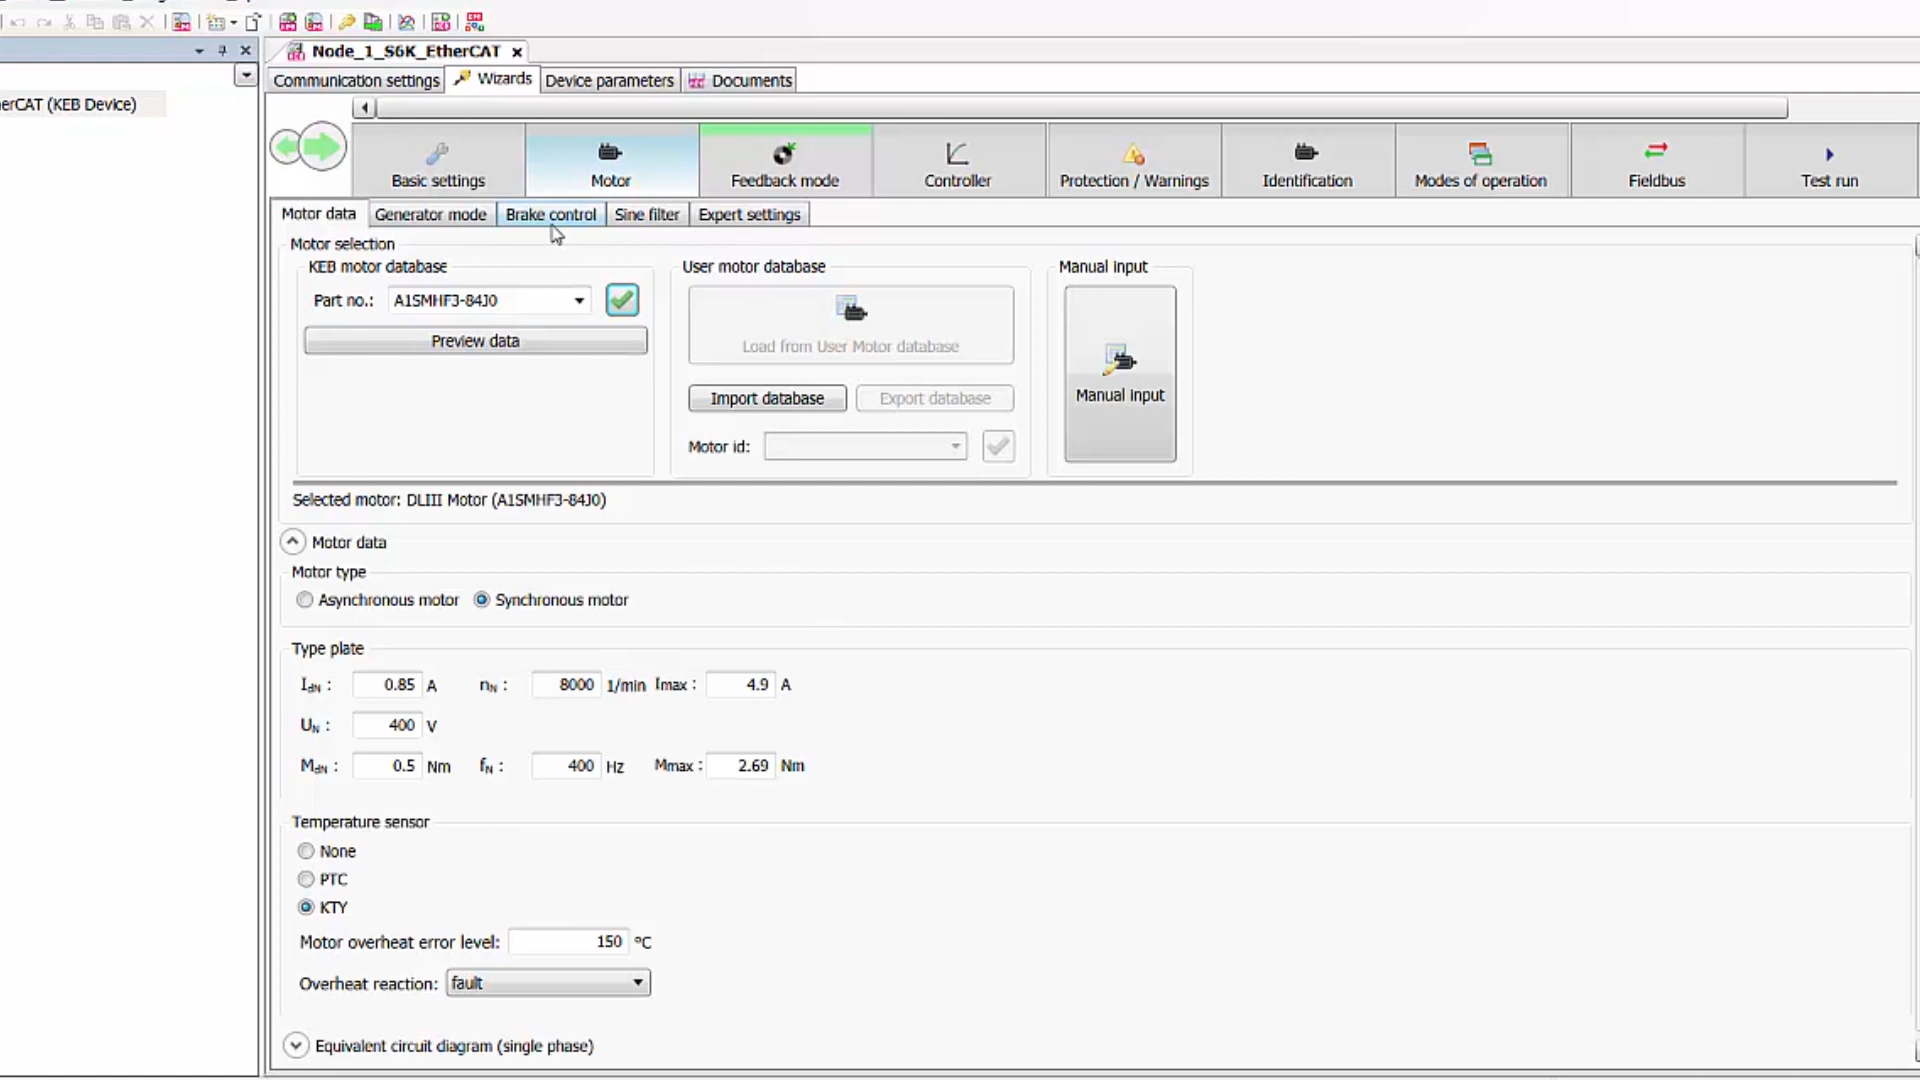 Node_1_S6K_EtherCAT
Communication settings Wizards Device parameters Documents
erCAT (KEB Device)
Basic settings Motor Feedback mode Controller Protection / Warnings Identification Modes of operation Fieldbus Test run
Motor data Generator mode Brake control Sine filter Expert settings
Motor selection
KEB motor database User motor database Manual input
Part no.: A1SMHF3-84J0
Preview data
Load from User Motor database
Manual input
Import database Export database
Motor id:
Selected motor: DLIII Motor (A1SMHF3-84J0)
Motor data
Motor type
Asynchronous motor Synchronous motor
Type plate
IdN : 0.85 A nN : 8000 1/min Imax : 4.9 A
UN : 400 V
MdN : 0.5 Nm fN : 400 Hz Mmax : 2.69 Nm
Temperature sensor
None
PTC
KTY
Motor overheat error level: 150 °C
Overheat reaction: fault
Equivalent circuit diagram (single phase)